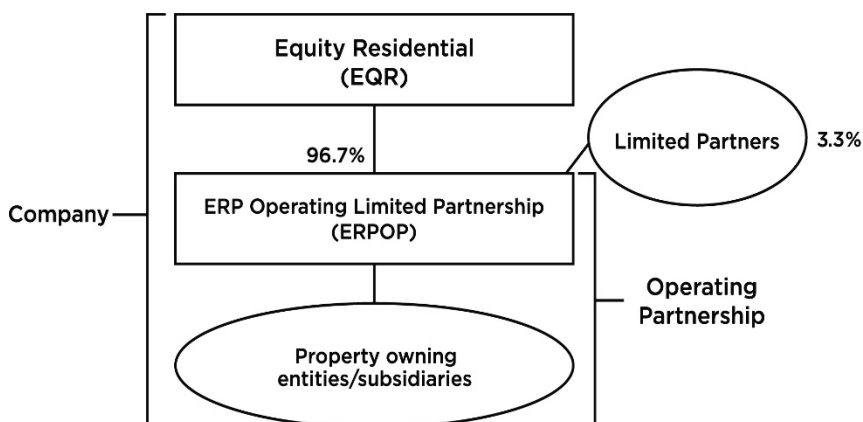 Equity Residential
(EQR)
96.7%
Limited Partners
3.3%
ERP Operating Limited Partnership
(ERPOP)
Company
Operating
Partnership
Property owning
entities/subsidiaries